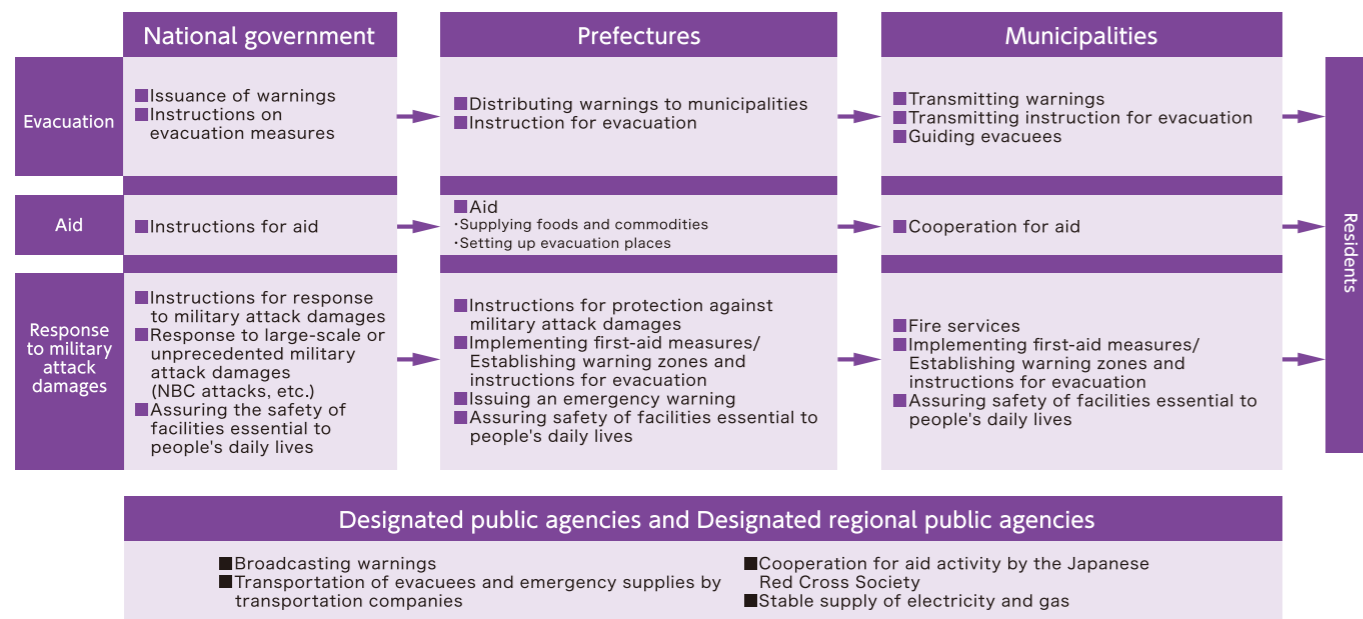 National government
Prefectures
Municipalities
Evacuation
■Issuance of warnings
■Instructions on
evacuation measures
■Distributing warnings to municipalities
■Instruction for evacuation
■Transmitting warnings
■Transmitting instruction for evacuation
■Guiding evacuees
Aid
■Instructions for aid
■Aid
・Supplying foods and commodities
・Setting up evacuation places
■Cooperation for aid
Response
to military
attack
damages
■Instructions for response
to military attack damages
■Response to large-scale or
unprecedented military
attack damages
(NBC attacks, etc.)
■Assuring the safety of
facilities essential to
people's daily lives
■Instructions for protection against
military attack damages
■Implementing first-aid measures/
Establishing warning zones and
instructions for evacuation
■Issuing an emergency warning
■Assuring safety of facilities essential to
people's daily lives
■Fire services
■Implementing first-aid measures/
Establishing warning zones and
instructions for evacuation
■Assuring safety of facilities essential to
people's daily lives
Residents
Designated public agencies and Designated regional public agencies
■Broadcasting warnings
■Transportation of evacuees and emergency supplies by
transportation companies
■Cooperation for aid activity by the Japanese
Red Cross Society
■Stable supply of electricity and gas